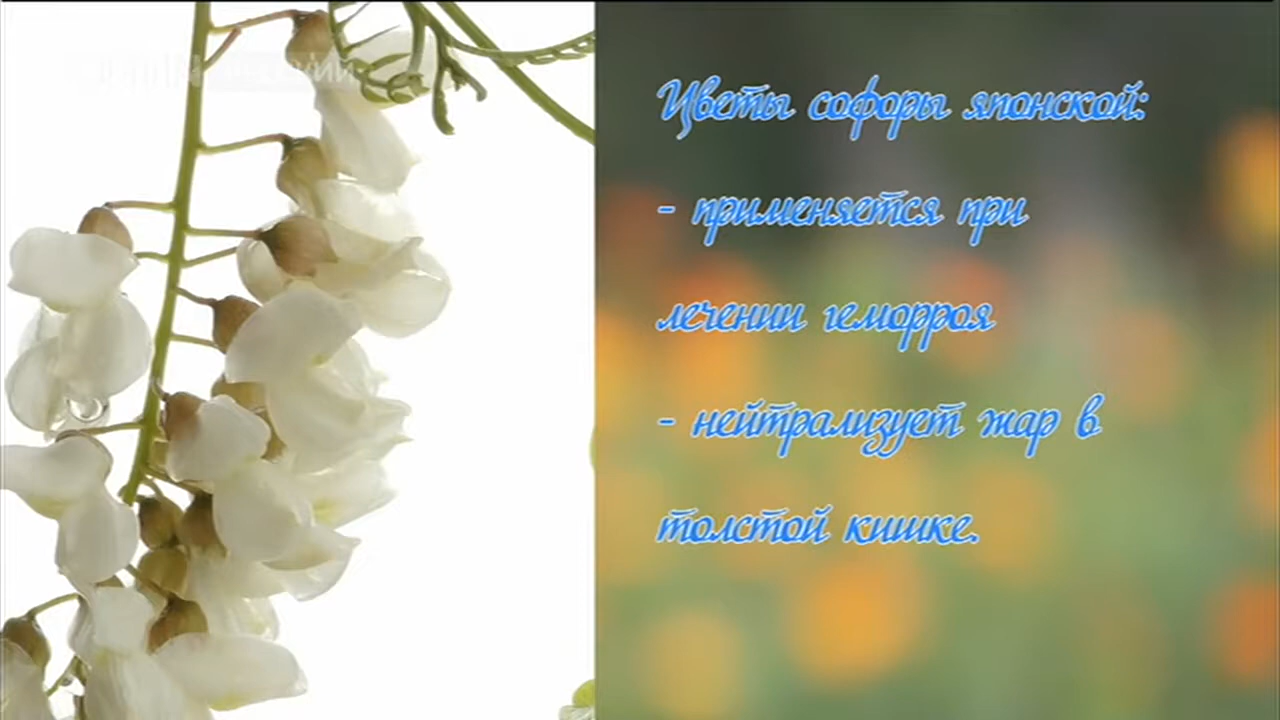 Цветы софоры японской:
- применяется при
лечении геморроя
- нейтрализует жар в
толстой кишке.